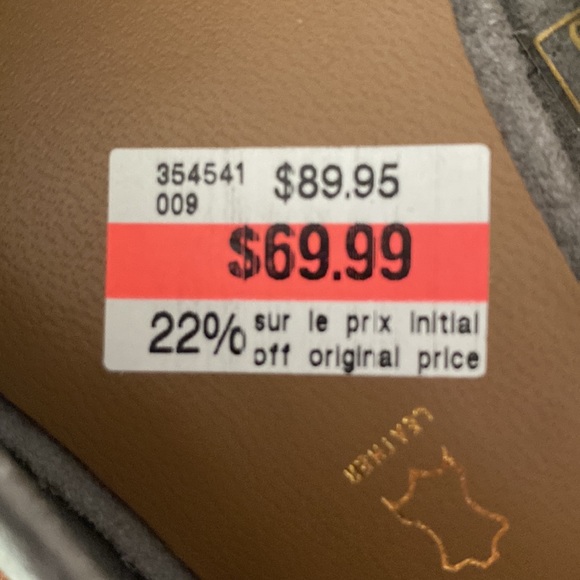 354541 $89.95
009
$69.99
22% sur le prix initial
off original price
LEATHER